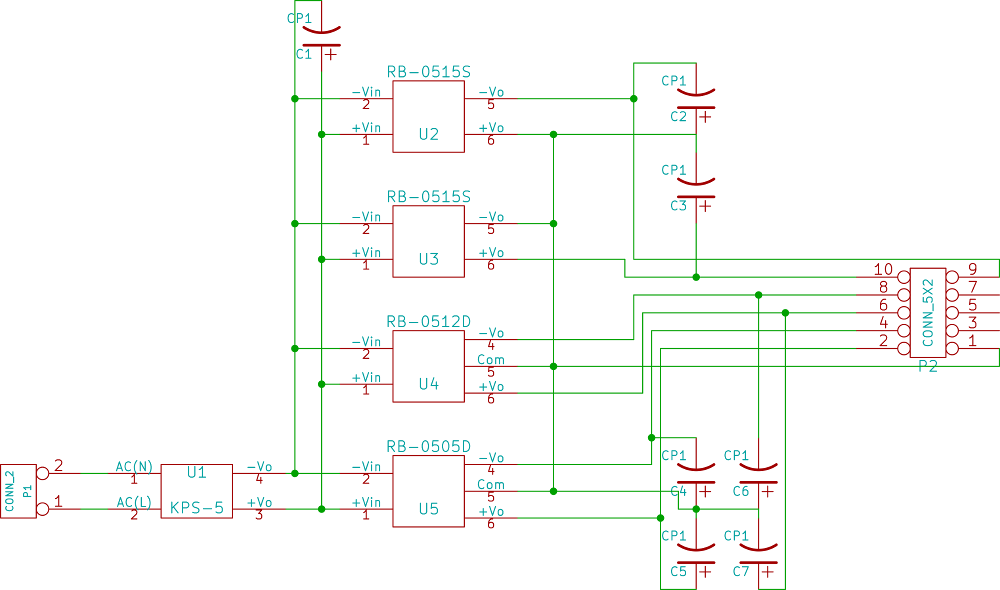 CP1
C1 +
RB-0515S
-Vin
2
+Vin
1
U2
-Vo
5
+Vo
6
CP1
C2 +
CP1
C3 +
RB-0515S
-Vin
2
+Vin
1
U3
-Vo
5
+Vo
6
RB-0512D
-Vin
2
+Vin
1
U4
-Vo
4
Com
5
+Vo
6
10
8
6
4
2
CONN_5X2
9
7
5
3
1
P2
RB-0505D
-Vin
2
+Vin
1
U5
-Vo
4
Com
5
+Vo
6
CONN_2
P1
2
1
AC(N)
1
AC(L)
2
U1
KPS-5
-Vo
4
+Vo
3
CP1
C4 +
CP1
C6 +
CP1
C5 +
CP1
C7 +